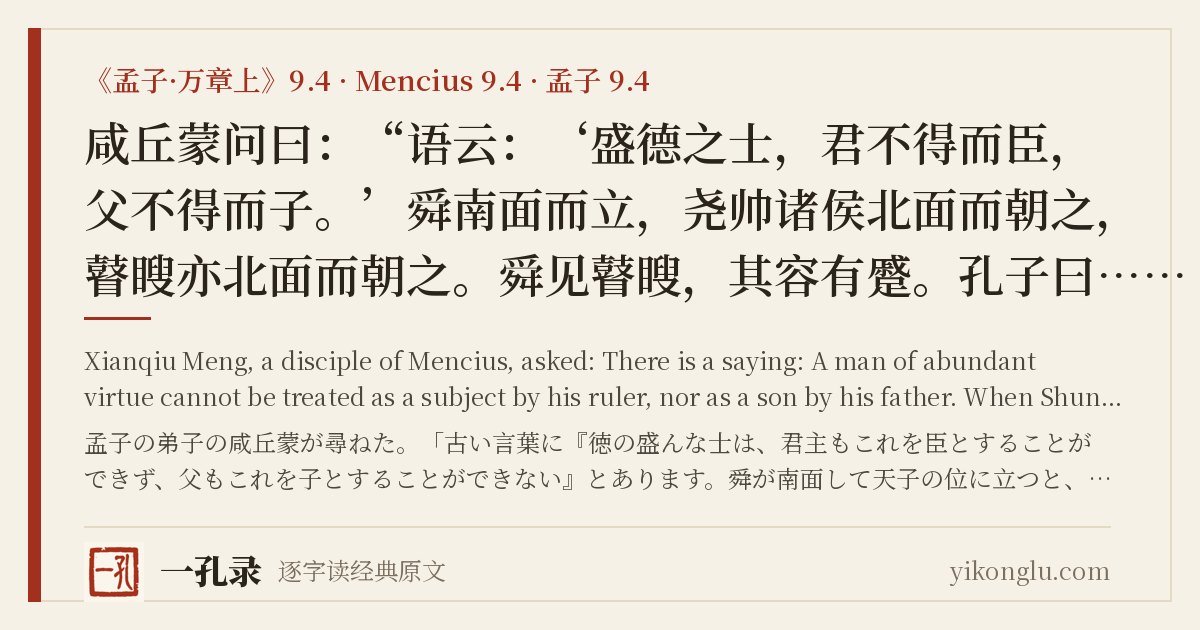 《孟子·万章上》9.4 · Mencius 9.4 · 孟子 9.4
咸丘蒙问曰：“语云：‘盛德之士，君不得而臣，
父不得而子。’舜南面而立，尧帅诸侯北面而朝之，
瞽瞍亦北面而朝之。舜见瞽瞍，其容有蹙。孔子曰……
Xianqiu Meng, a disciple of Mencius, asked: There is a saying: A man of abundant
virtue cannot be treated as a subject by his ruler, nor as a son by his father. When Shun...
孟子の弟子の咸丘蒙が尋ねた。「古い言葉に『徳の盛んな士は、君主もこれを臣とすることが
できず、父もこれを子とすることができない』とあります。舜が南面して天子の位に立つと、…
一孔
一孔录 逐字读经典原文 yikonglu.com